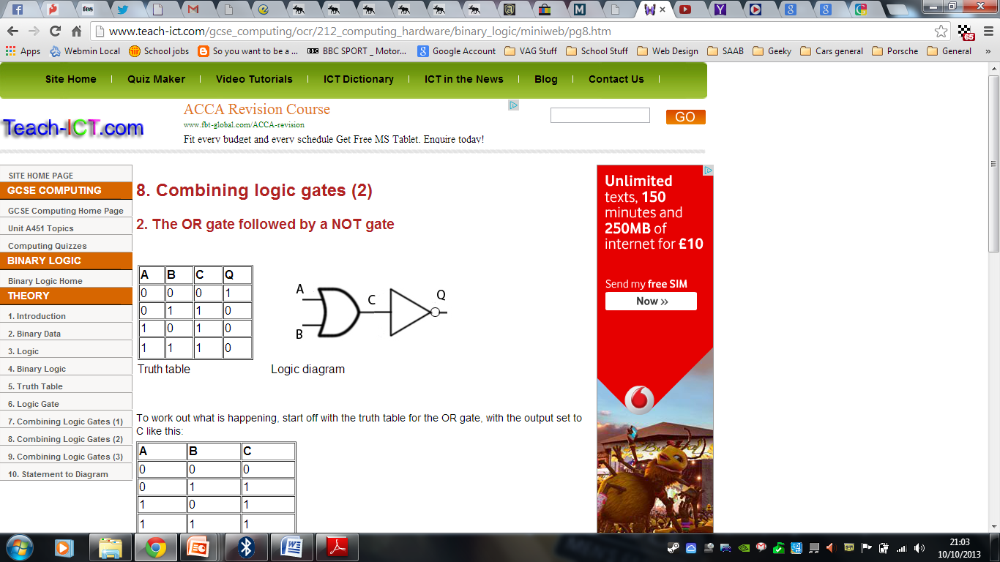 www.teach-ict.com/gcse_computing/ocr/212_computing_hardware/binary_logic/miniweb/pg8.htm
65
Apps Webmin Local School jobs So you want to be a ... BBC SPORT _ Motor... Google Account VAG Stuff School Stuff Web Design SAAB Geeky Cars general Porsche General »
Site Home | Quiz Maker | Video Tutorials | ICT Dictionary | ICT in the News | Blog | Contact Us |
Teach-ICT.com
ACCA Revision Course
www.fbt-global.com/ACCA-revision
Fit every budget and every schedule Get Free MS Tablet. Enquire today!
GO
SITE HOME PAGE
GCSE COMPUTING
GCSE Computing Home Page
Unit A451 Topics
Computing Quizzes
BINARY LOGIC
Binary Logic Home
THEORY
1. Introduction
2. Binary Data
3. Logic
4. Binary Logic
5. Truth Table
6. Logic Gate
7. Combining Logic Gates (1)
8. Combining Logic Gates (2)
9. Combining Logic Gates (3)
10. Statement to Diagram
8. Combining logic gates (2)
2. The OR gate followed by a NOT gate
A B C Q
0 0 0 1
0 1 1 0
1 0 1 0
1 1 1 0
Truth table
A
B
C
Q
Logic diagram
To work out what is happening, start off with the truth table for the OR gate, with the output set to
C like this:
A B C
0 0 0
0 1 1
1 0 1
1 1 1
Unlimited
texts, 150
minutes and
250MB of
internet for £10
Send my free SIM
Now »
21:03
10/10/2013